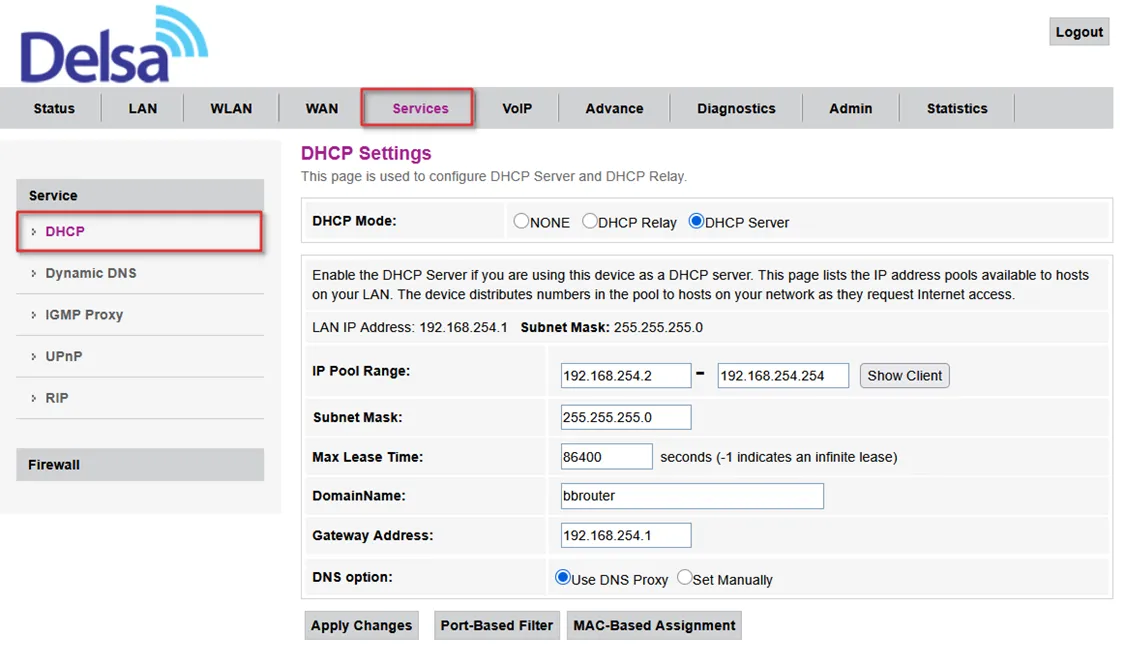 Delsa
Logout
Status LAN WLAN WAN Services VoIP Advance Diagnostics Admin Statistics
Service
DHCP
Dynamic DNS
IGMP Proxy
UPnP
RIP
Firewall
DHCP Settings
This page is used to configure DHCP Server and DHCP Relay.
DHCP Mode: NONE DHCP Relay DHCP Server
Enable the DHCP Server if you are using this device as a DHCP server. This page lists the IP address pools available to hosts
on your LAN. The device distributes numbers in the pool to hosts on your network as they request Internet access.
LAN IP Address: 192.168.254.1 Subnet Mask: 255.255.255.0
IP Pool Range: 192.168.254.2 - 192.168.254.254 Show Client
Subnet Mask: 255.255.255.0
Max Lease Time: 86400 seconds (-1 indicates an infinite lease)
DomainName: bbrouter
Gateway Address: 192.168.254.1
DNS option: Use DNS Proxy Set Manually
Apply Changes Port-Based Filter MAC-Based Assignment